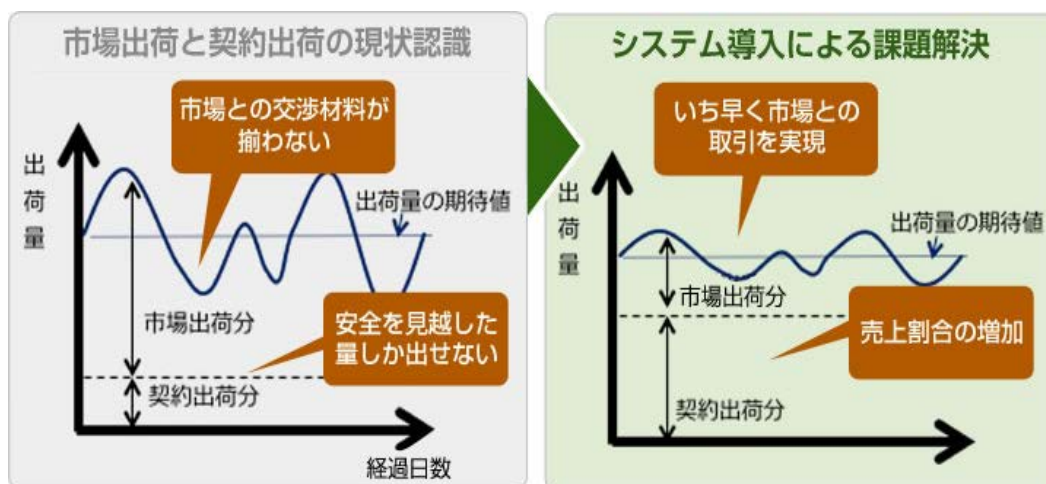 市場出荷と契約出荷の現状認識
市場との交渉材料が
揃わない
出荷量
出荷量の期待値
市場出荷分
安全を見越した
量しか出せない
契約出荷分
経過日数
システム導入による課題解決
いち早く市場との
取引を実現
出荷量
出荷量の期待値
市場出荷分
売上割合の増加
契約出荷分